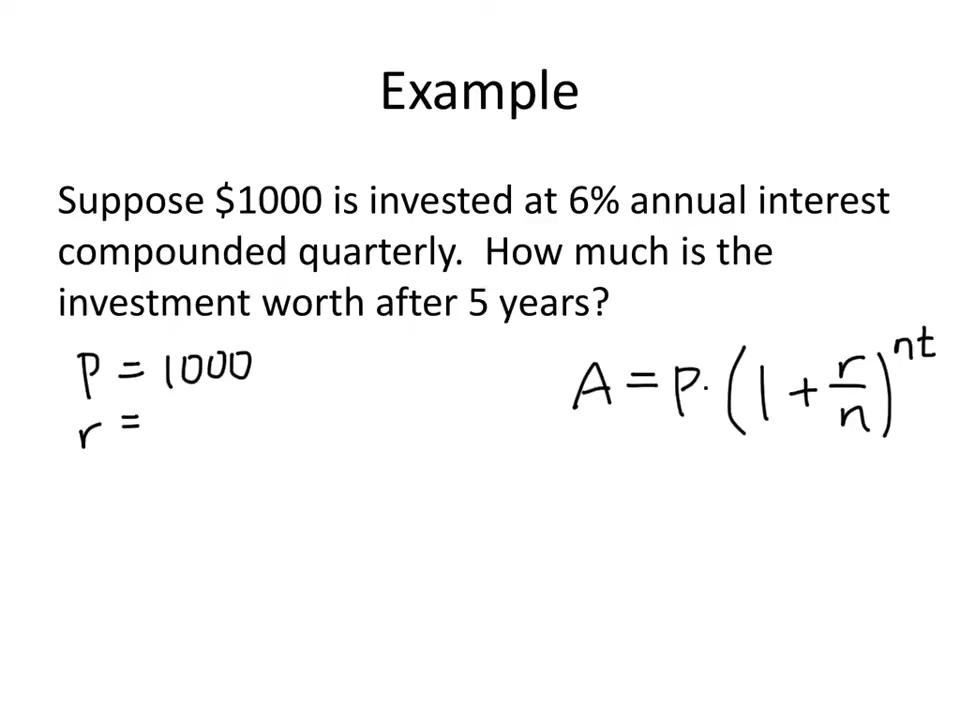 Example
Suppose $1000 is invested at 6% annual interest
compounded quarterly.  How much is the
investment worth after 5 years?
P = 1000
r =
A = P · (1 + r/n)^nt